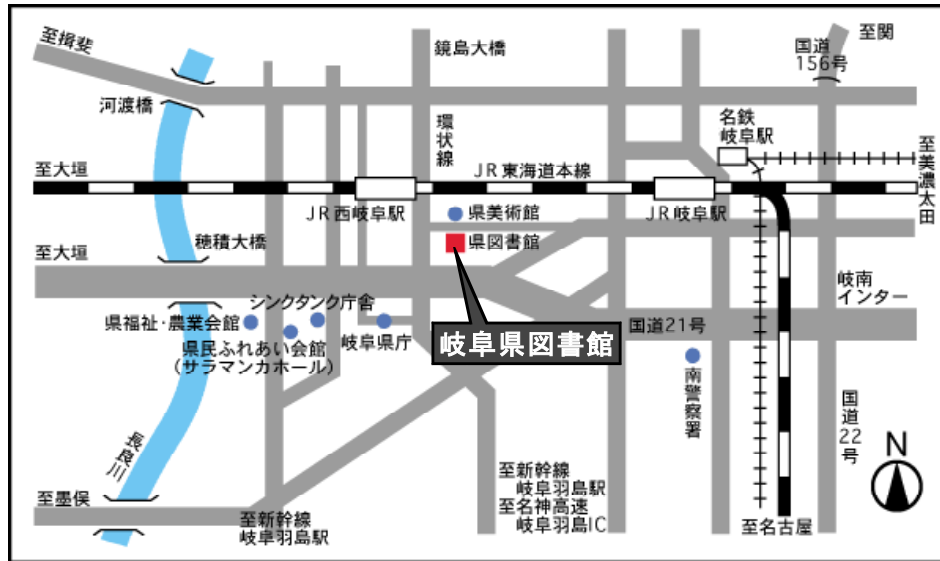 至揖斐
鏡島大橋
国道
156号
至関
河渡橋
環状線
名鉄
岐阜駅
至美濃太田
至大垣
JR東海道本線
JR西岐阜駅
県美術館
JR岐阜駅
県図書館
穂積大橋
至大垣
岐南
インター
シンクタンク庁舎
県福祉・農業会館
県民ふれあい会館
(サラマンカホール)
岐阜県庁
岐阜県図書館
国道21号
南警察署
国道22号
長良川
N
至墨俣
至新幹線
岐阜羽島駅
至新幹線
岐阜羽島駅
至名神高速
岐阜羽島IC
至名古屋